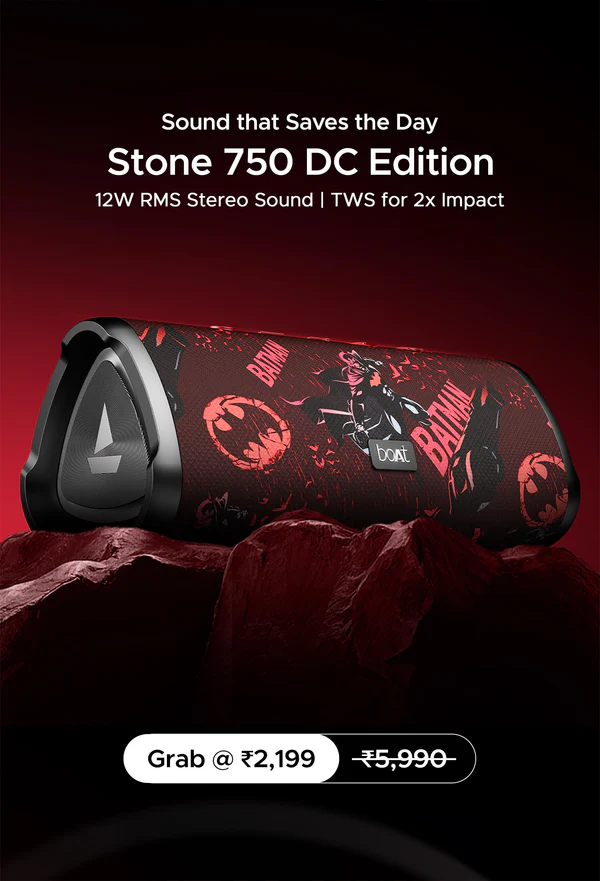 Sound that Saves the Day
Stone 750 DC Edition
12W RMS Stereo Sound | TWS for 2x Impact
BATMAN
BATMAN
boAt
Grab @ ₹2,199 ₹5,990